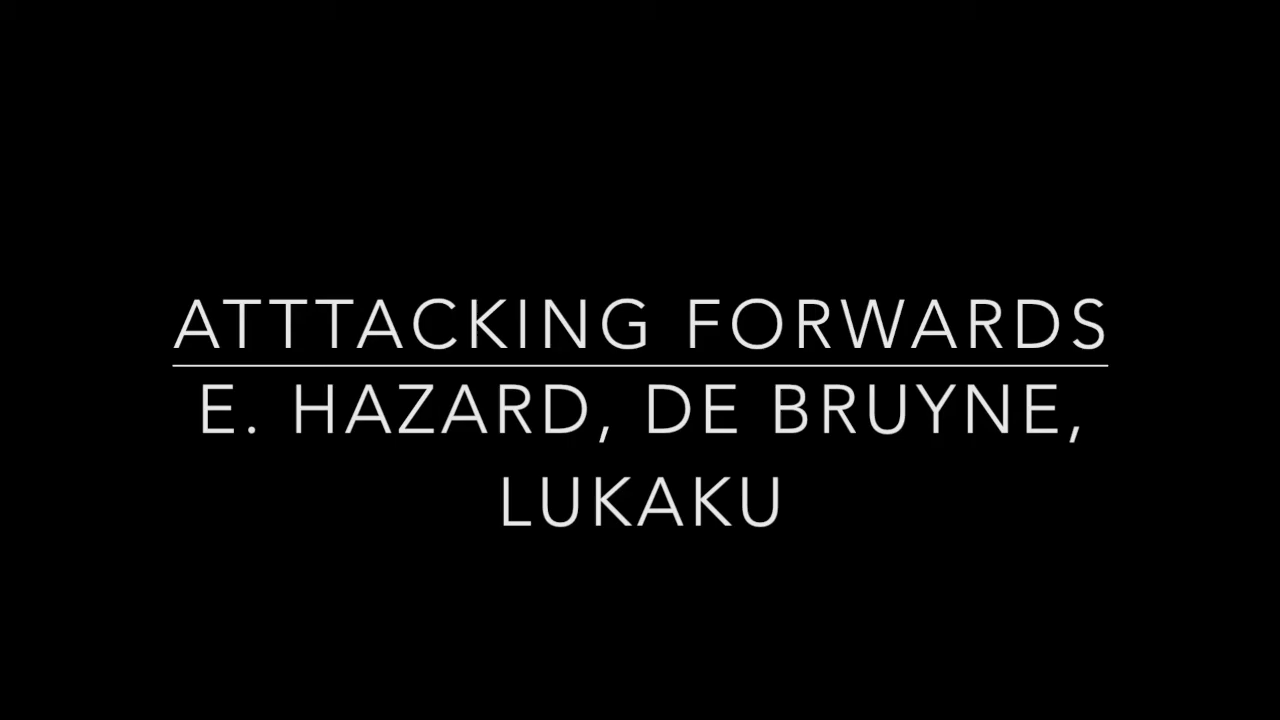 ATTTACKING FORWARDS
E. HAZARD, DE BRUYNE,
LUKAKU